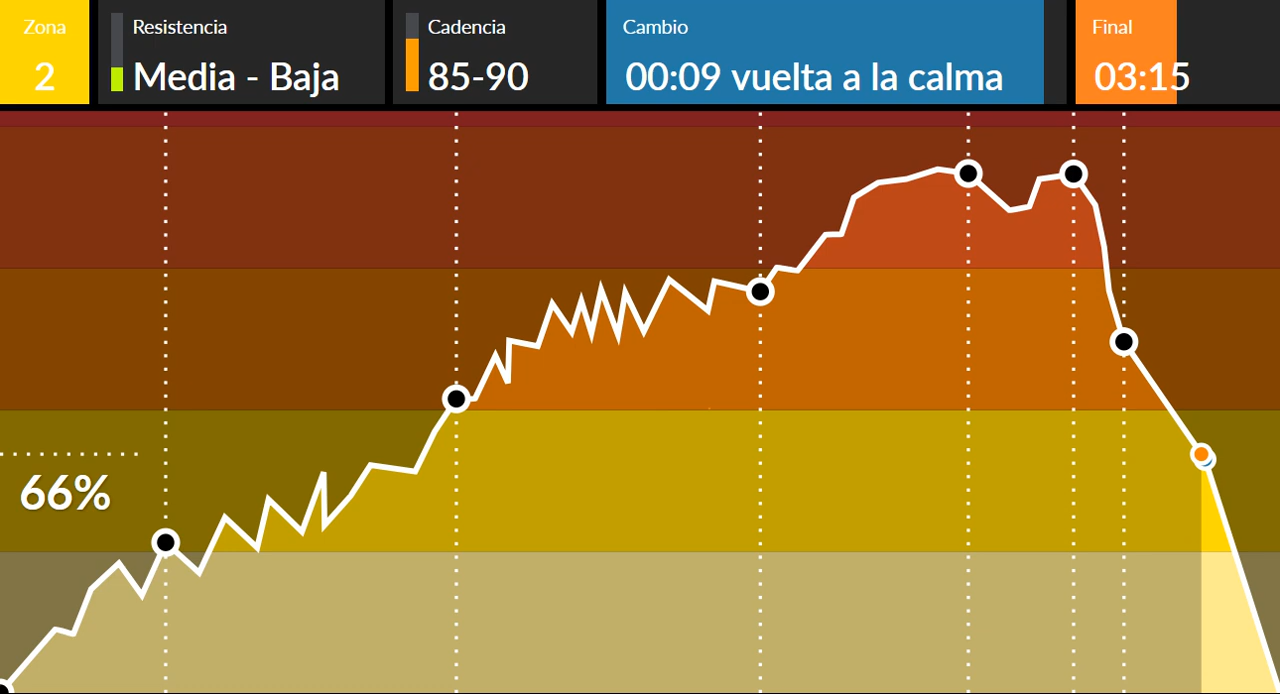 Zona
2
Resistencia
Media - Baja
Cadencia
85-90
Cambio
00:09 vuelta a la calma
Final
03:15
66%